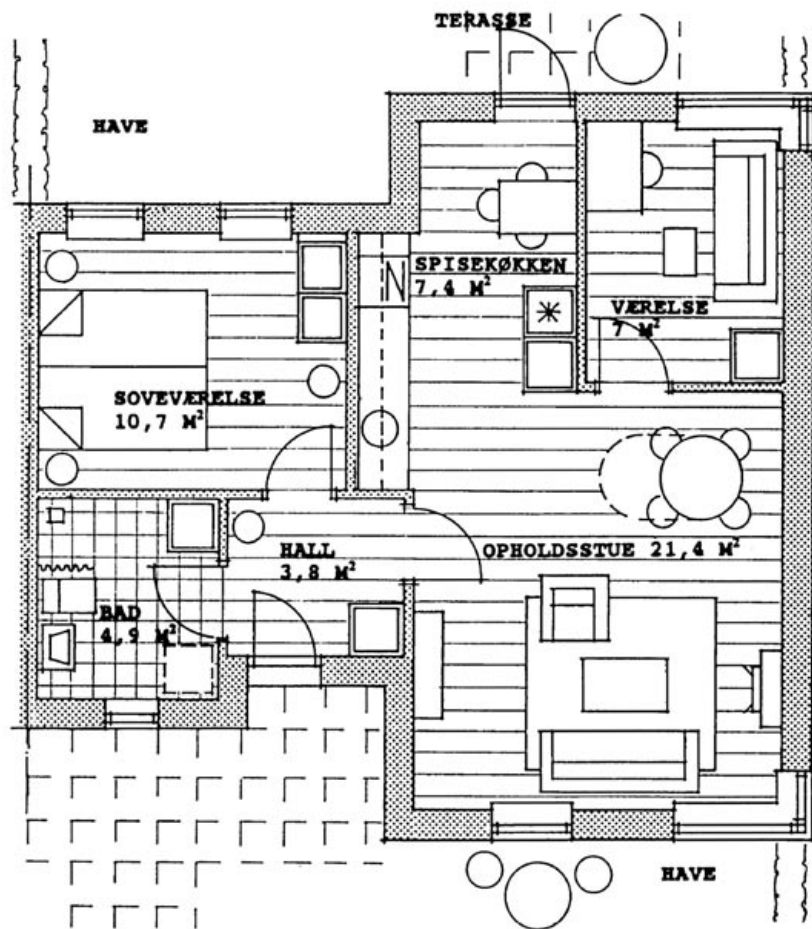 TERASSE
HAVE
SPISEKØKKEN
7,4 M²
VÆRELSE
7 M²
SOVEVÆRELSE
10,7 M²
HALL
3,8 M²
OPHOLDSSTUE 21,4 M²
BAD
4,9 M²
HAVE